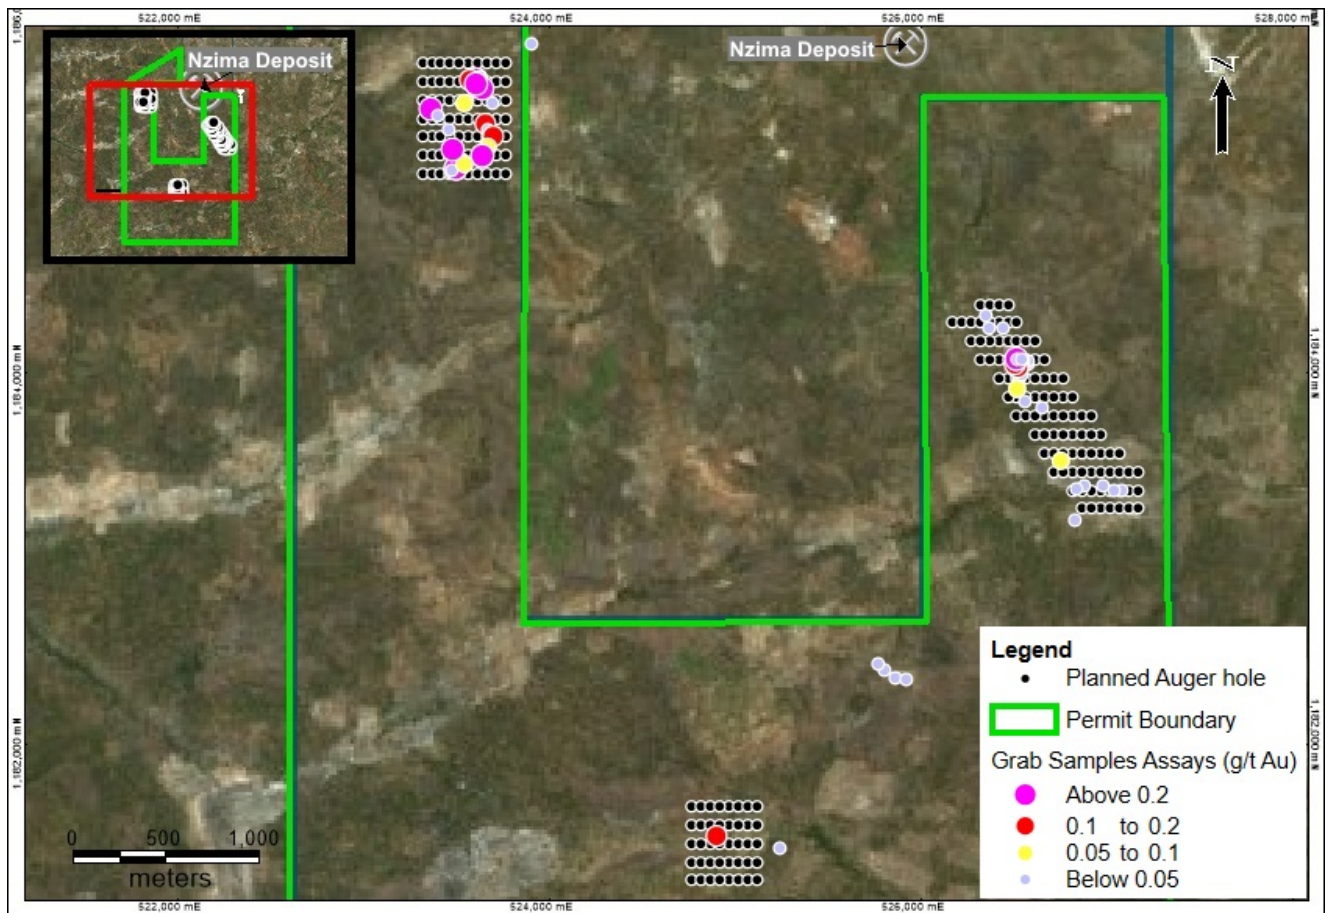 522,000 mE
524,000 mE
526,000 mE
528,000 mE
Nzima Deposit
Nzima Deposit
N
1,184,000 mN
1,184,000 mN
1,182,000 mN
1,182,000 mN
Legend
Planned Auger hole
Permit Boundary
Grab Samples Assays (g/t Au)
Above 0.2
0.1 to 0.2
0.05 to 0.1
Below 0.05
0 500 1,000
meters
522,000 mE
524,000 mE
526,000 mE